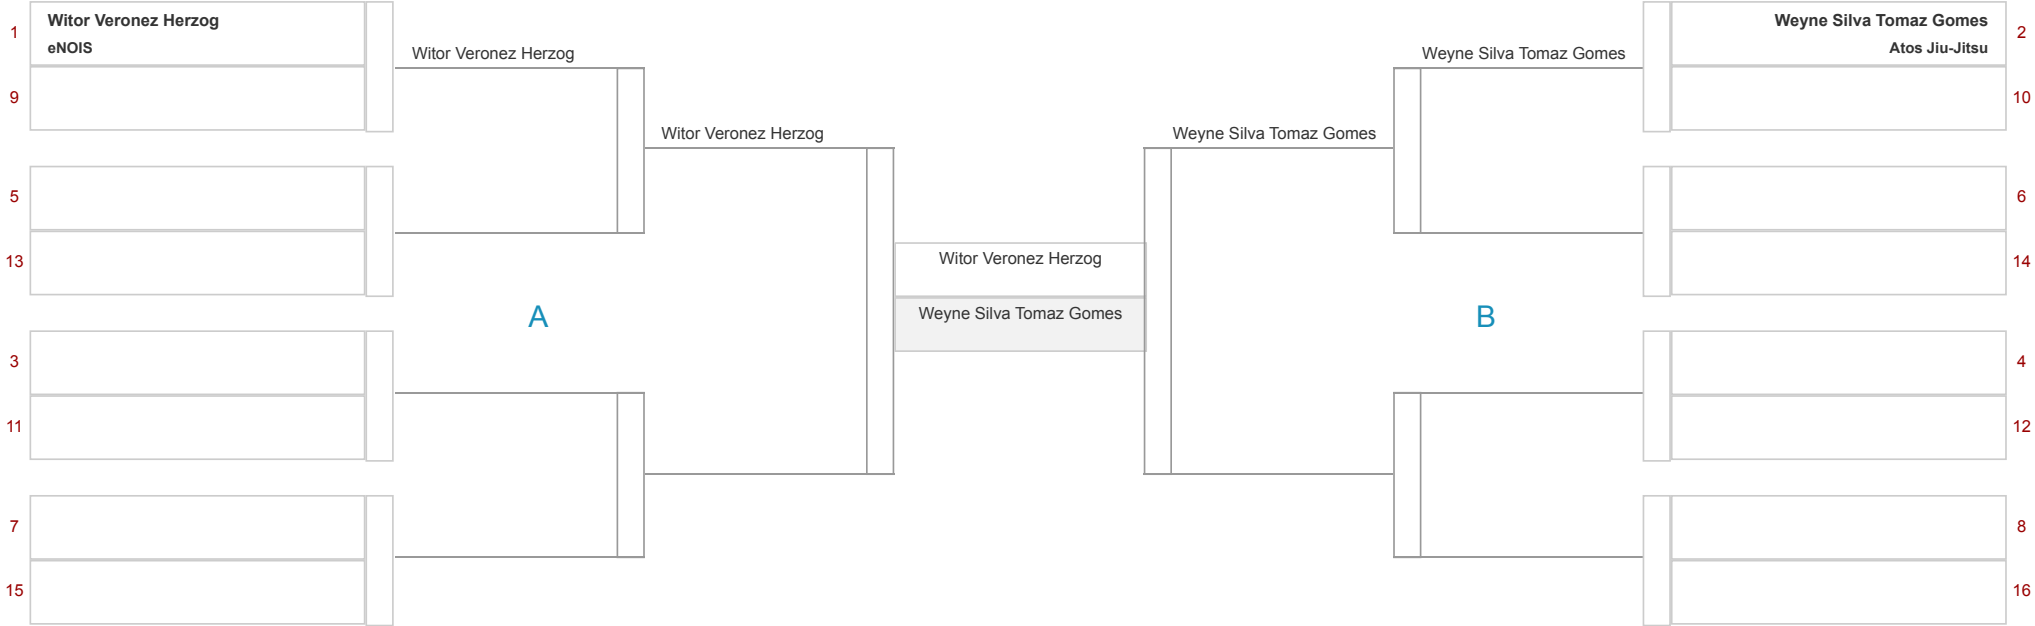 1
Witor Veronez Herzog
eNOIS
9
5
13
3
11
7
15
Witor Veronez Herzog
Witor Veronez Herzog
A
Witor Veronez Herzog
Weyne Silva Tomaz Gomes
Weyne Silva Tomaz Gomes
Weyne Silva Tomaz Gomes
B
Weyne Silva Tomaz Gomes
Atos Jiu-Jitsu
2
10
6
14
4
12
8
16